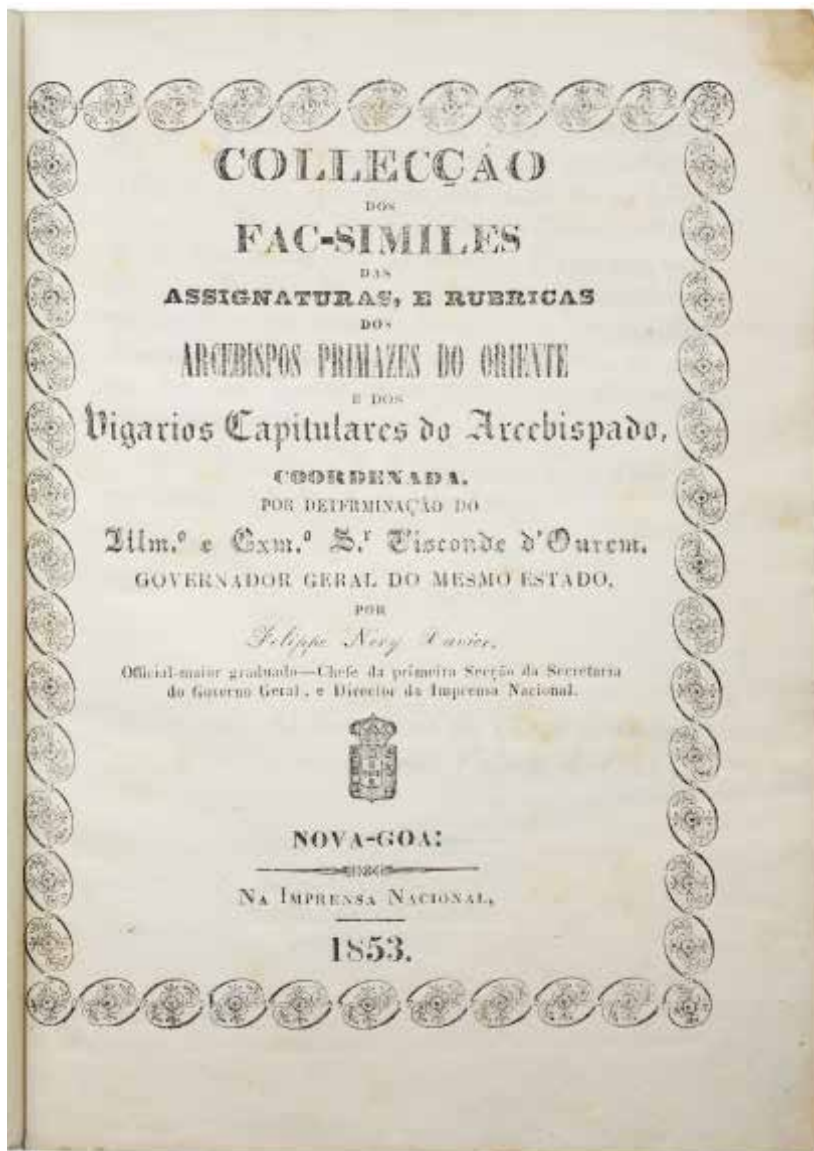 COLLECÇÃO
DOS
FAC-SIMILES
DAS
ASSIGNATURAS, E RUBRICAS
DOS
ARCEBISPOS PRIMAZES DO ORIENTE
E DOS
Vigarios Capitulares do Arcebispado,
COORDENADA.
POR DETERMINAÇÃO DO
Illm.º e Exm.º S.r Visconde d'Ourem.
GOVERNADOR GERAL DO MESMO ESTADO,
POR
Filippe Nery Xavier,
Official-maior graduado—Chefe da primeira Secção da Secretaria
do Governo Geral, e Director da Imprensa Nacional.
NOVA-GOA:
NA IMPRENSA NACIONAL,
1853.